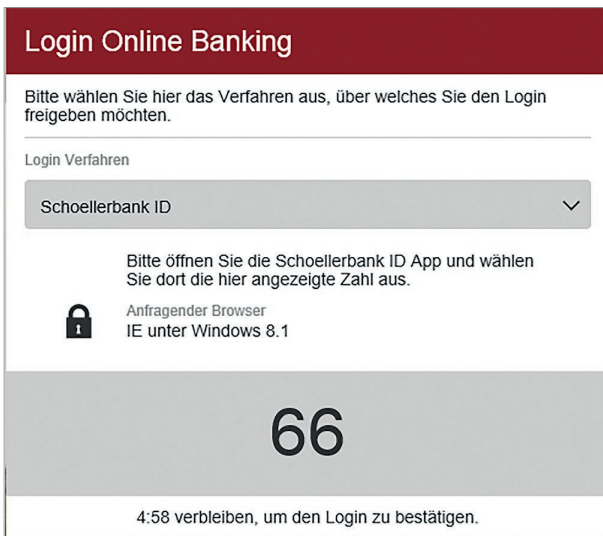 Login Online Banking
Bitte wählen Sie hier das Verfahren aus, über welches Sie den Login
freigeben möchten.
Login Verfahren
Schoellerbank ID
Bitte öffnen Sie die Schoellerbank ID App und wählen
Sie dort die hier angezeigte Zahl aus.
Anfragender Browser
IE unter Windows 8.1
66
4:58 verbleiben, um den Login zu bestätigen.